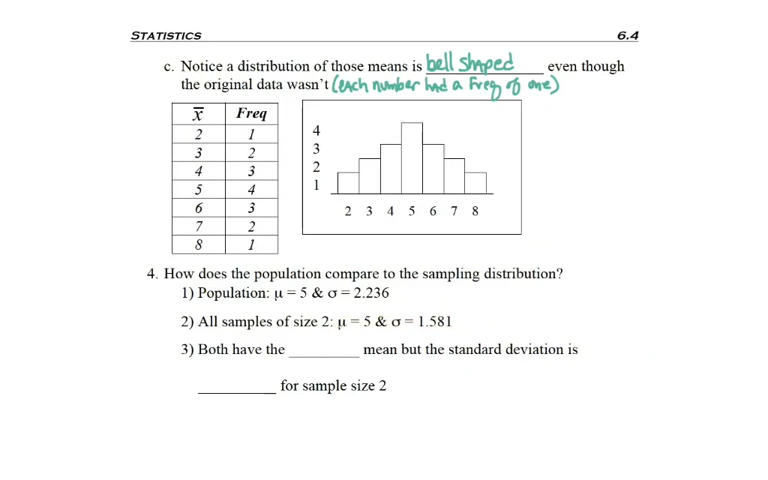 STATISTICS 6.4
c. Notice a distribution of those means is bell shaped even though
the original data wasn't (each number had a freq of one)
x̅ Freq
2 1
3 2
4 3
5 4
6 3
7 2
8 1
4
3
2
1
2 3 4 5 6 7 8
4. How does the population compare to the sampling distribution?
1) Population: μ = 5 & σ = 2.236
2) All samples of size 2: μ = 5 & σ = 1.581
3) Both have the ________ mean but the standard deviation is
_________ for sample size 2